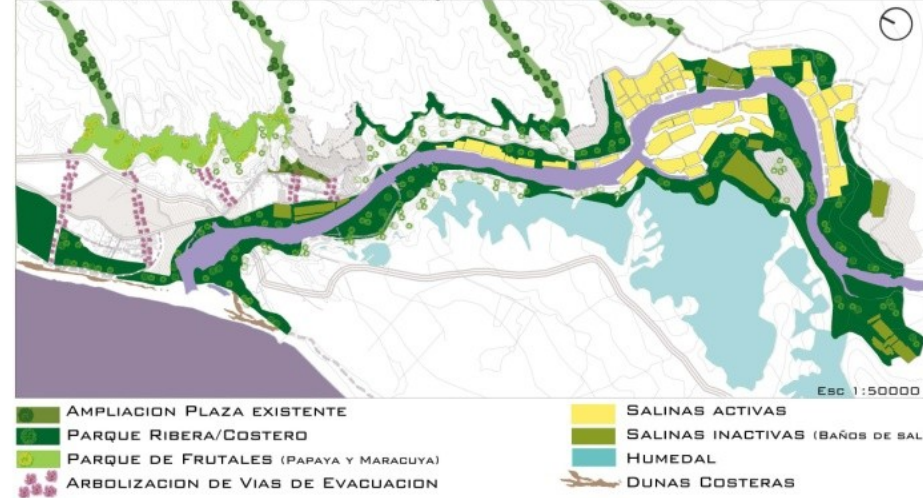 Esc 1:50000
AMPLIACION PLAZA EXISTENTE
PARQUE RIBERA/COSTERO
PARQUE DE FRUTALES (PAPAYA Y MARACUYA)
ARBOLIZACION DE VIAS DE EVACUACION
SALINAS ACTIVAS
SALINAS INACTIVAS (BAÑOS DE SAL
HUMEDAL
DUNAS COSTERAS